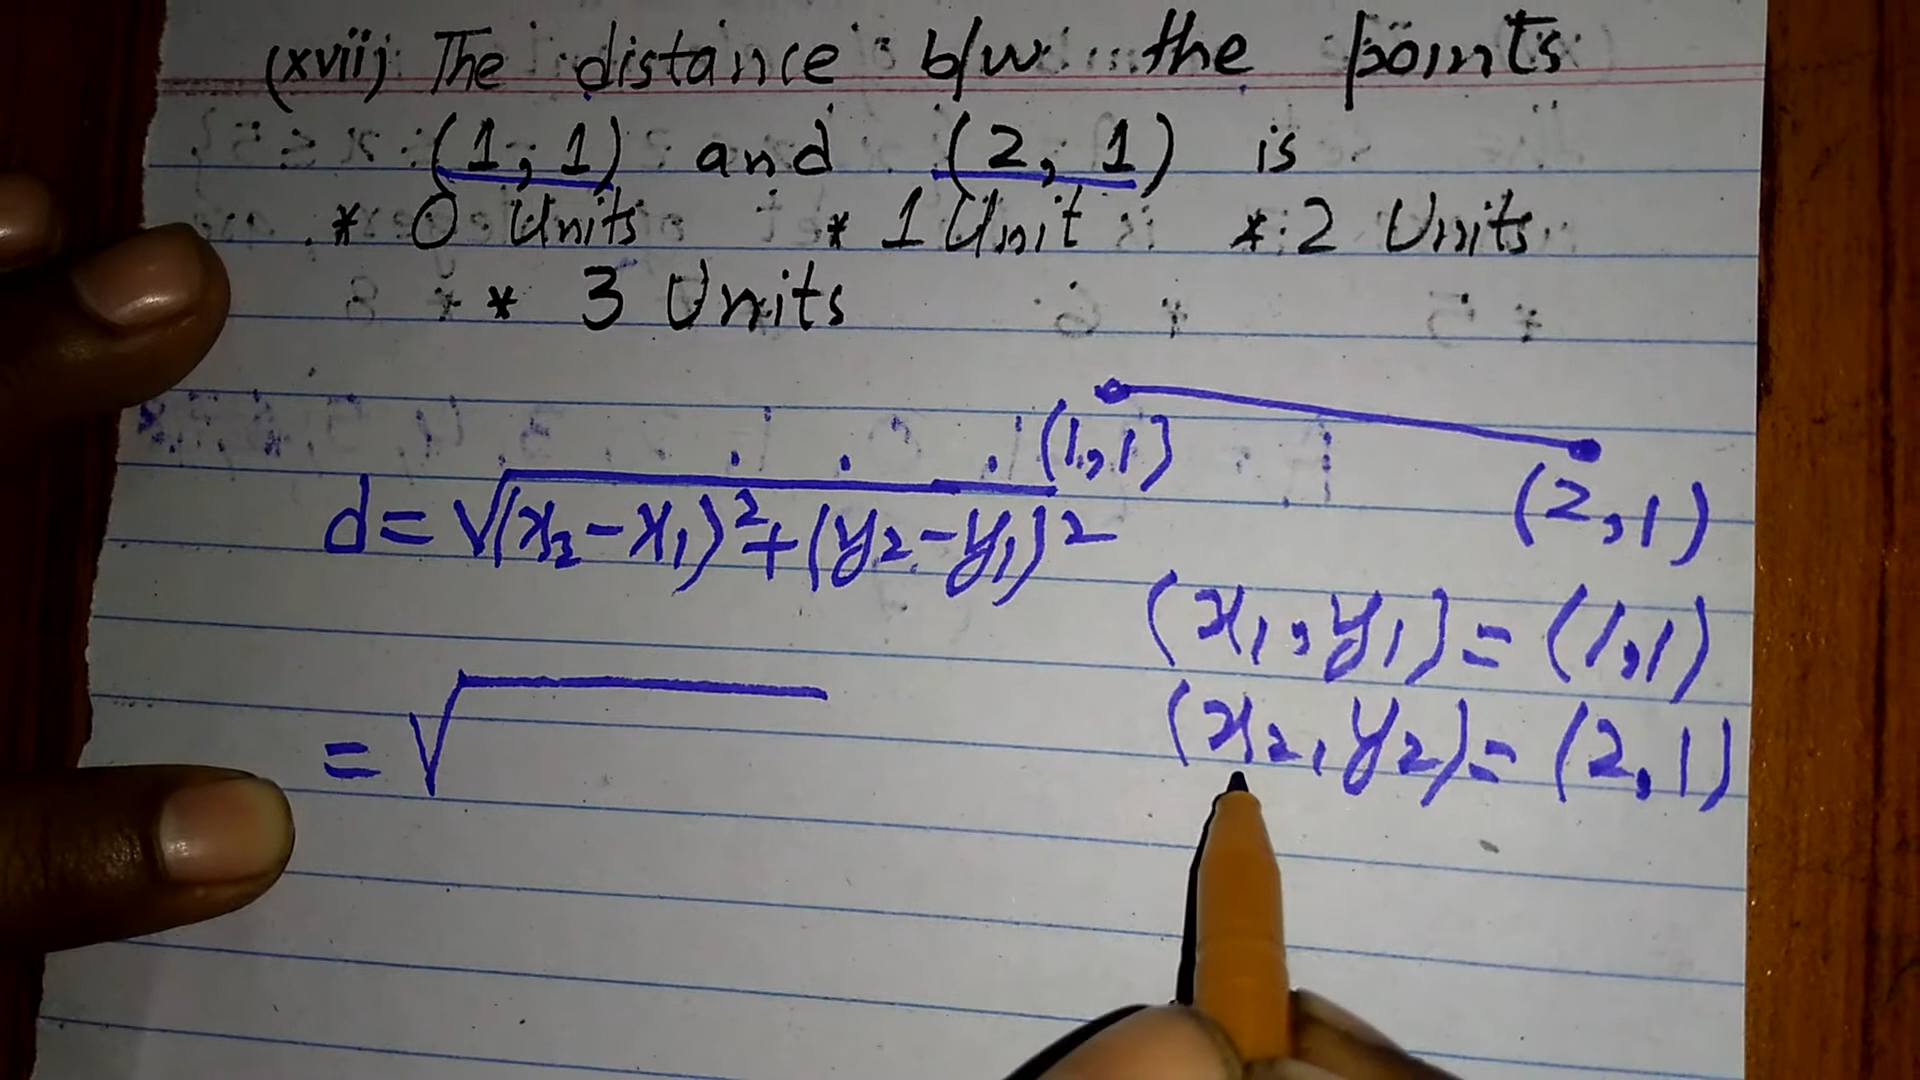 (xvii) The distance b/w the points
(1, 1) and (2, 1) is
* 0 Units * 1 Unit * 2 Units
* 3 Units
(1,1)
(2,1)
d = √(x₂-x₁)²+(y₂-y₁)²
(x₁,y₁) = (1,1)
(x₂,y₂) = (2,1)
= √